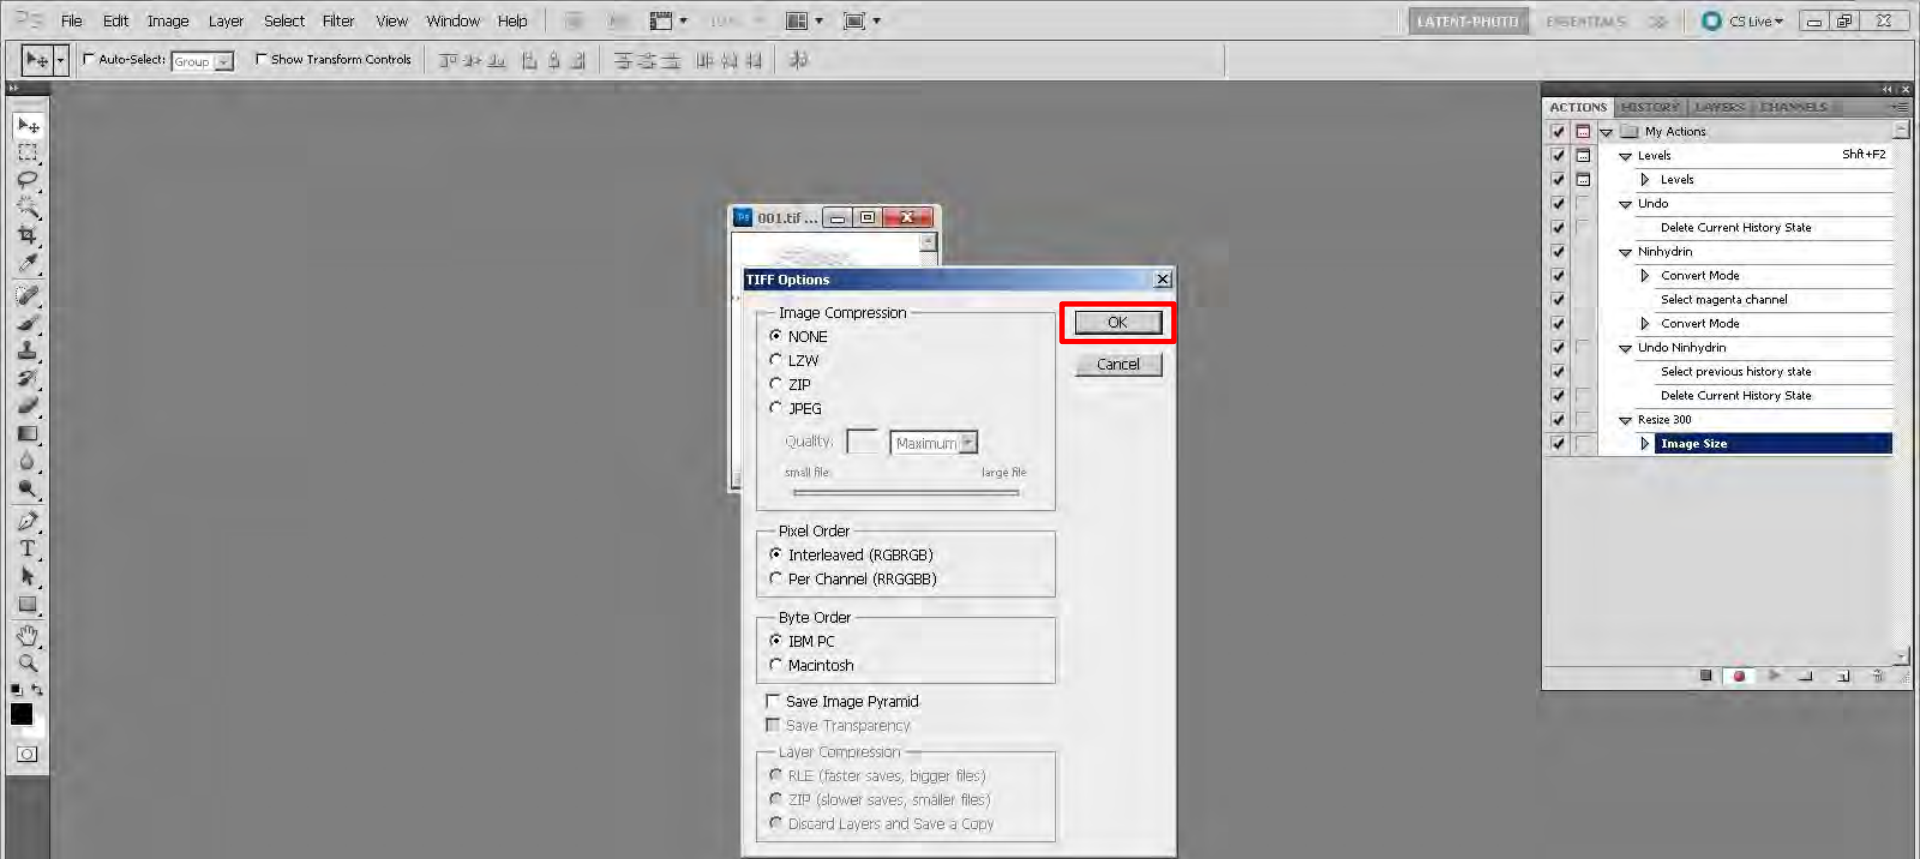 File Edit Image Layer Select Filter View Window Help
LATENT-PHOTO ESSENTIALS CS Live
Auto-Select: Group Show Transform Controls
ACTIONS HISTORY LAYERS CHANNELS
My Actions
Levels Shft+F2
Levels
Undo
Delete Current History State
Ninhydrin
Convert Mode
Select magenta channel
Convert Mode
Undo Ninhydrin
Select previous history state
Delete Current History State
Resize 300
Image Size
Ps 001.tif ...
TIFF Options
Image Compression
NONE
LZW
ZIP
JPEG
Quality: Maximum
small file large file
OK
Cancel
Pixel Order
Interleaved (RGBRGB)
Per Channel (RRGGBB)
Byte Order
IBM PC
Macintosh
Save Image Pyramid
Save Transparency
Layer Compression
RLE (faster saves, bigger files)
ZIP (slower saves, smaller files)
Discard Layers and Save a Copy
T